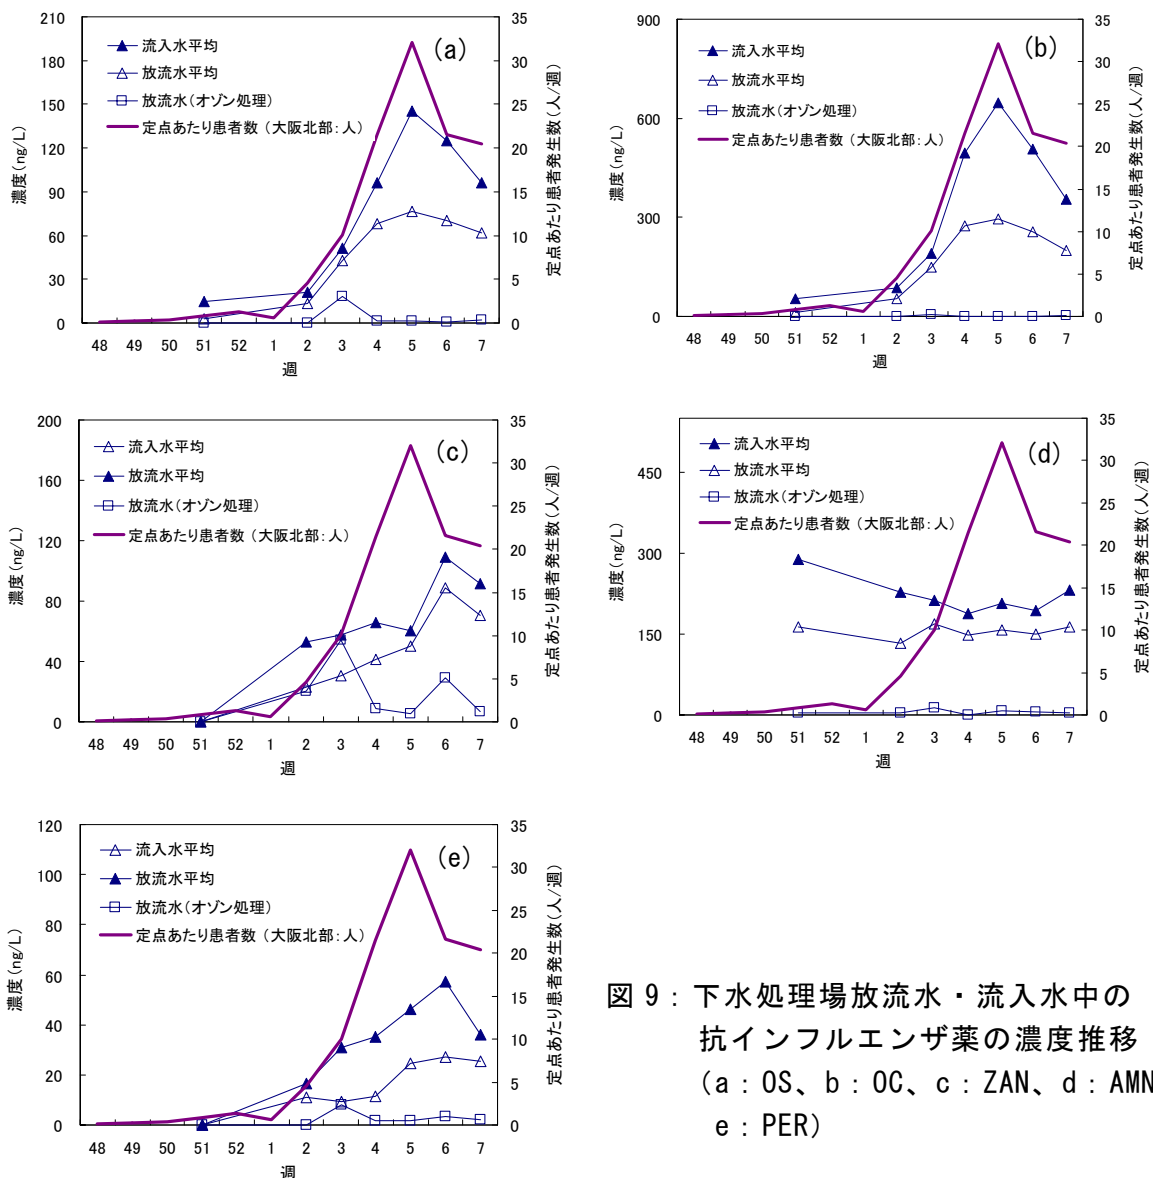 (a)
流入水平均
放流水平均
放流水(オゾン処理)
定点あたり患者数 (大阪北部:人)
濃度(ng/L)
210
180
150
120
90
60
30
0
35
30
25
20
15
10
5
0
定点あたり患者発生数(人/週)
48 49 50 51 52 1 2 3 4 5 6 7
週
(b)
流入水平均
放流水平均
放流水(オゾン処理)
定点あたり患者数 (大阪北部:人)
濃度(ng/L)
900
600
300
0
35
30
25
20
15
10
5
0
定点あたり患者発生数(人/週)
48 49 50 51 52 1 2 3 4 5 6 7
週
(c)
流入水平均
放流水平均
放流水(オゾン処理)
定点あたり患者数 (大阪北部:人)
濃度(ng/L)
200
160
120
80
40
0
35
30
25
20
15
10
5
0
定点あたり患者発生数(人/週)
48 49 50 51 52 1 2 3 4 5 6 7
週
(d)
流入水平均
放流水平均
放流水(オゾン処理)
定点あたり患者数 (大阪北部:人)
濃度(ng/L)
450
300
150
0
35
30
25
20
15
10
5
0
定点あたり患者発生数(人/週)
48 49 50 51 52 1 2 3 4 5 6 7
週
(e)
流入水平均
放流水平均
放流水(オゾン処理)
定点あたり患者数 (大阪北部:人)
濃度(ng/L)
120
100
80
60
40
20
0
35
30
25
20
15
10
5
0
定点あたり患者発生数(人/週)
48 49 50 51 52 1 2 3 4 5 6 7
週
図 9:下水処理場放流水・流入水中の
抗インフルエンザ薬の濃度推移
(a:OS、b:OC、c:ZAN、d:AMN
e:PER)